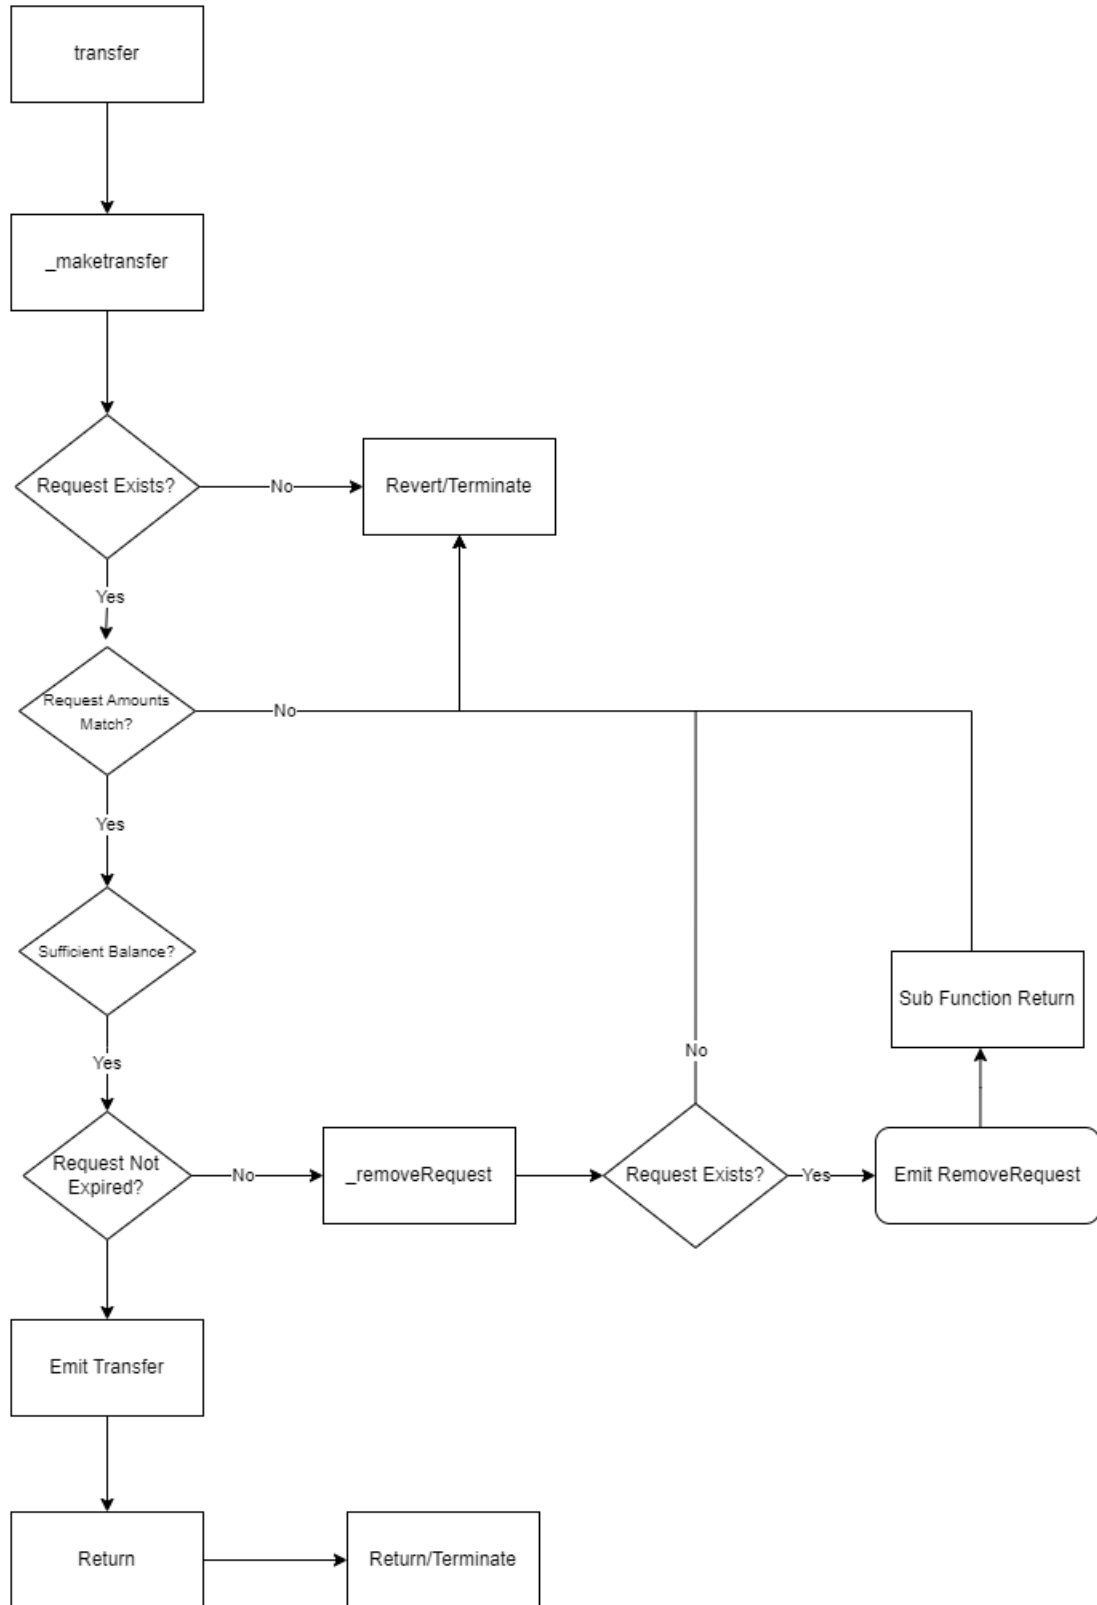 transfer
_maketransfer
Request Exists?
No
Revert/Terminate
Yes
Request Amounts
Match?
No
Yes
Sufficient Balance?
Sub Function Return
No
Yes
Request Not
Expired?
No
_removeRequest
Request Exists?
Yes
Emit RemoveRequest
Emit Transfer
Return
Return/Terminate